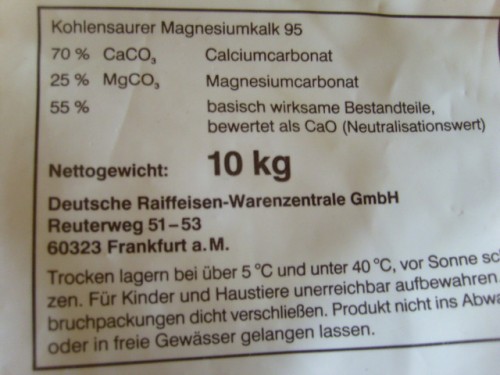 Kohlensaurer Magnesiumkalk 95
70 % CaCO₃ Calciumcarbonat
25 % MgCO₃ Magnesiumcarbonat
55 % basisch wirksame Bestandteile,
bewertet als CaO (Neutralisationswert)
Nettogewicht: 10 kg
Deutsche Raiffeisen-Warenzentrale GmbH
Reuterweg 51–53
60323 Frankfurt a. M.
Trocken lagern bei über 5 °C und unter 40 °C, vor Sonne sc
zen. Für Kinder und Haustiere unerreichbar aufbewahren.
bruchpackungen dicht verschließen. Produkt nicht ins Abwa
oder in freie Gewässer gelangen lassen.